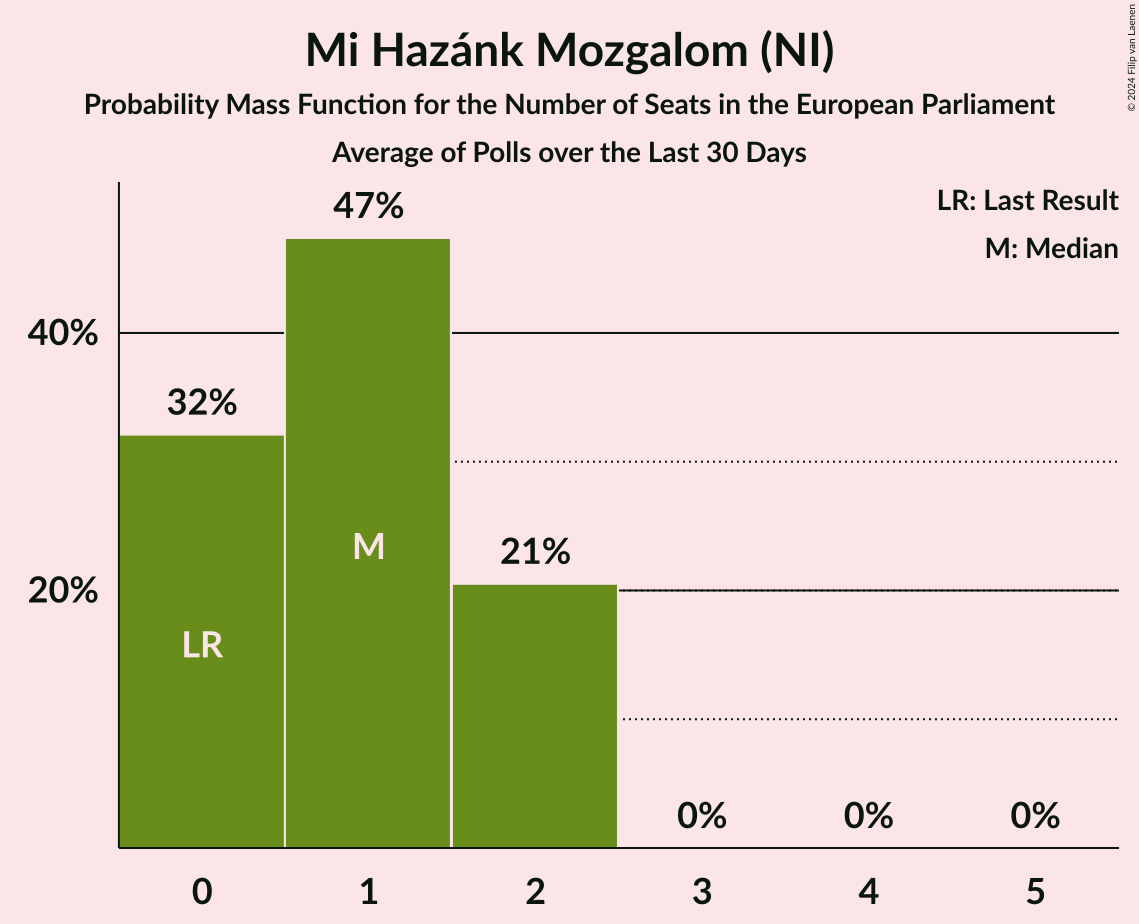 Mi Hazánk Mozgalom (NI)
Probability Mass Function for the Number of Seats in the European Parliament
Average of Polls over the Last 30 Days
© 2024 Filip van Laenen
LR: Last Result
M: Median
47%
40%
32%
M
21%
20%
LR
0% 0% 0%
0 1 2 3 4 5